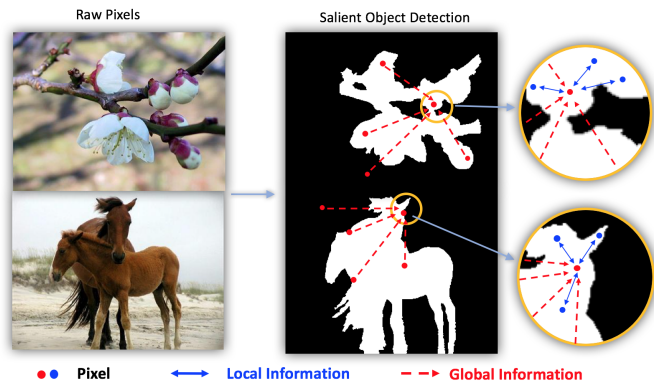 Raw Pixels
Salient Object Detection
Pixel
Local Information
Global Information